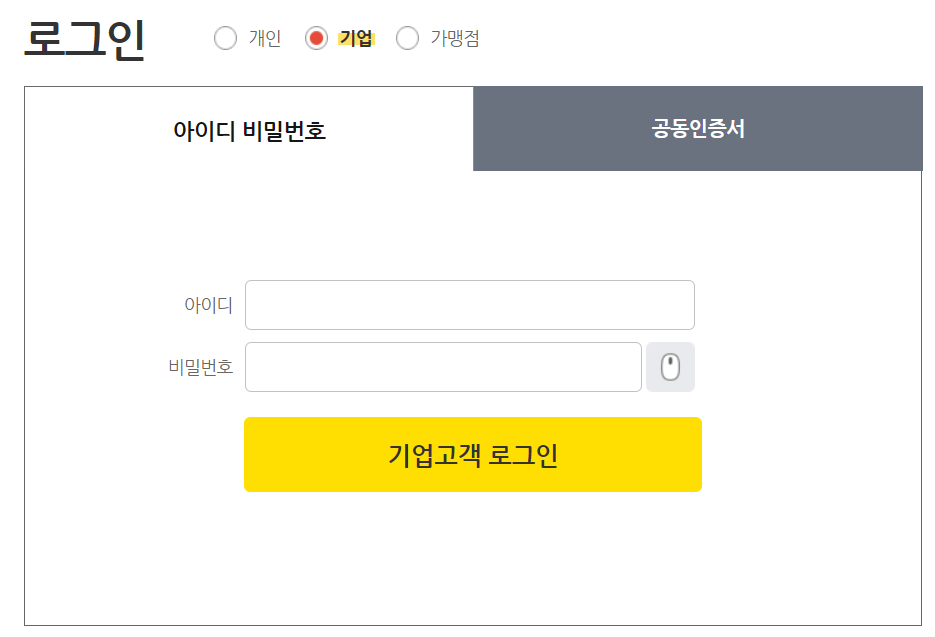 로그인 개인 기업 가맹점
아이디 비밀번호 공동인증서
아이디
비밀번호
기업고객 로그인